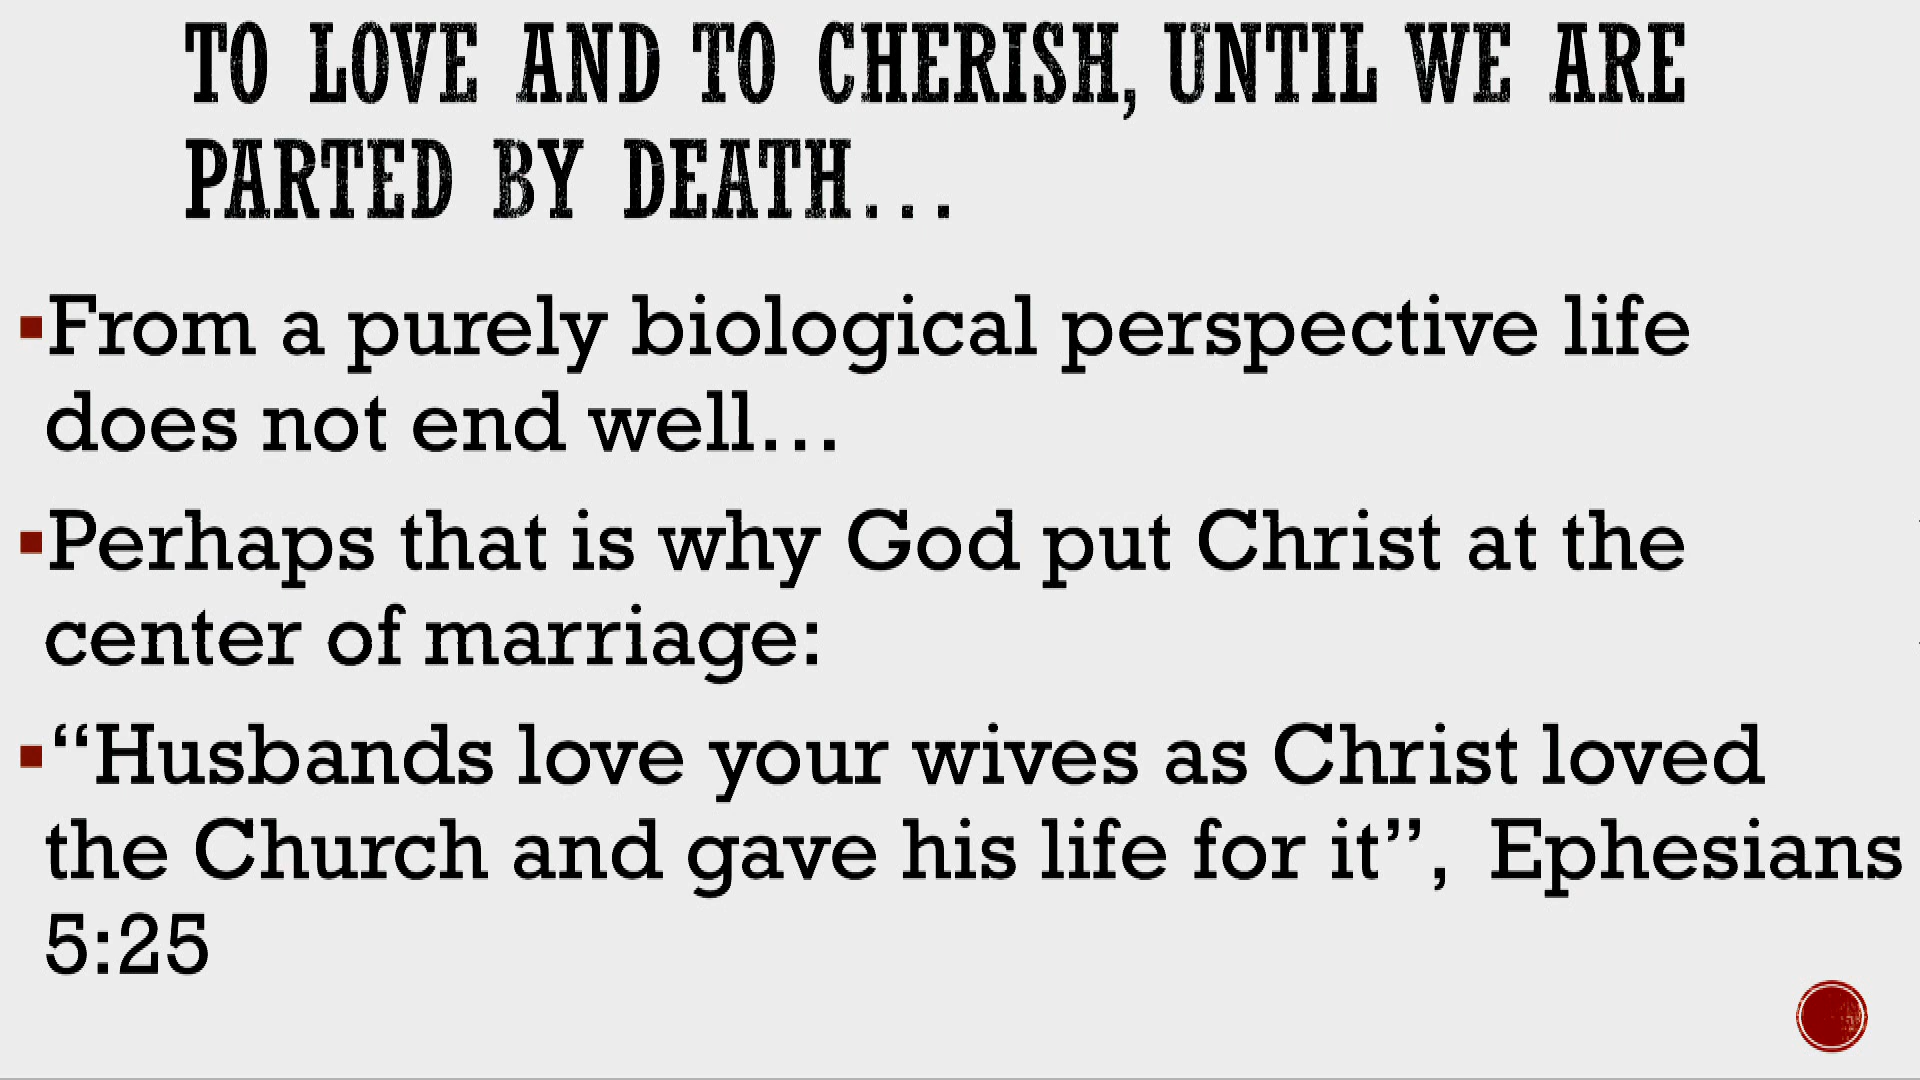 TO LOVE AND TO CHERISH, UNTIL WE ARE
PARTED BY DEATH...
▪From a purely biological perspective life
does not end well...
▪Perhaps that is why God put Christ at the
center of marriage:
▪“Husbands love your wives as Christ loved
the Church and gave his life for it”, Ephesians
5:25